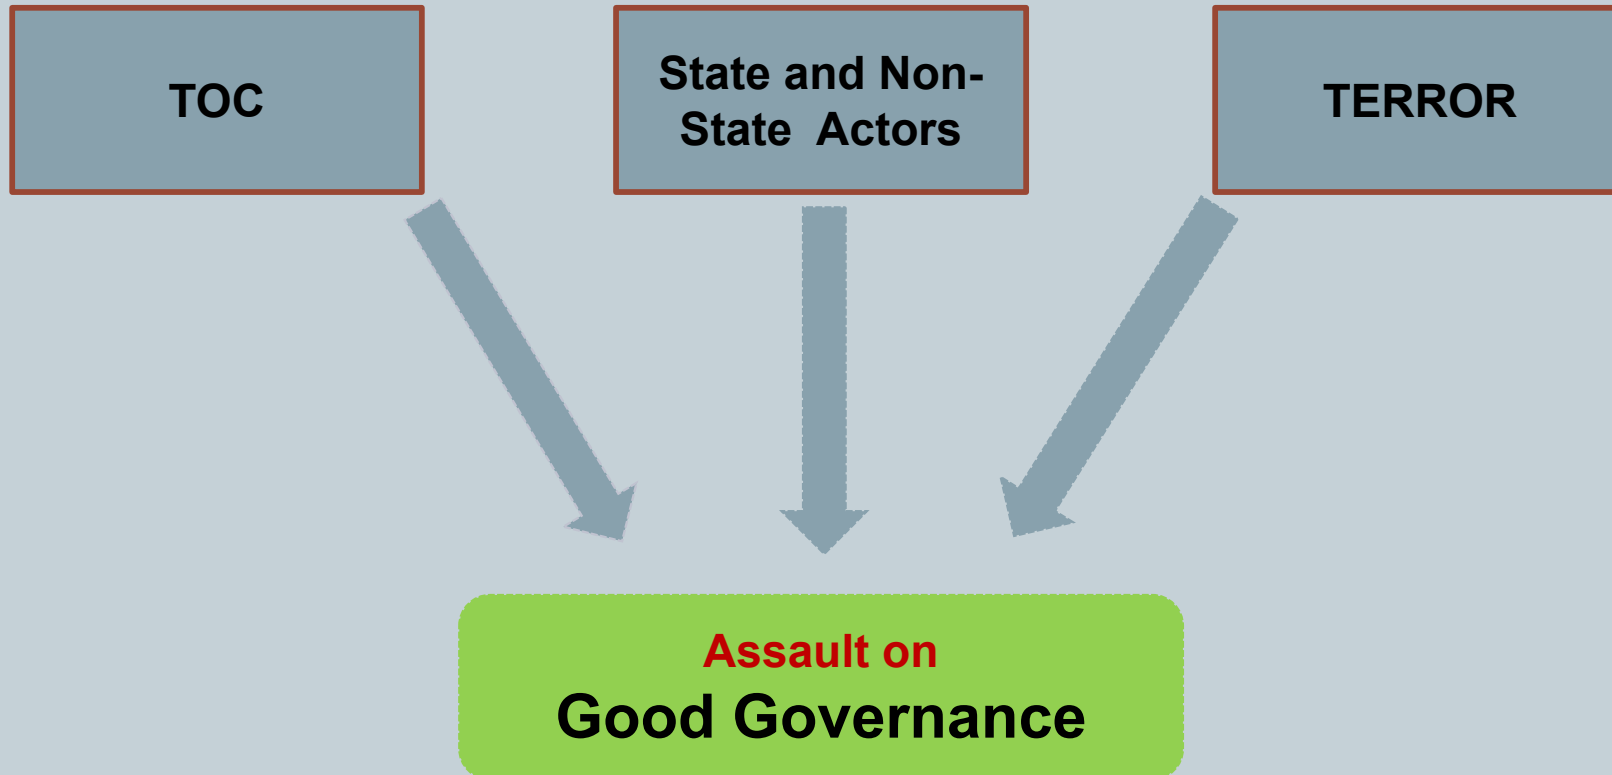 TOC
State and Non-
State Actors
TERROR
Assault on
Good Governance